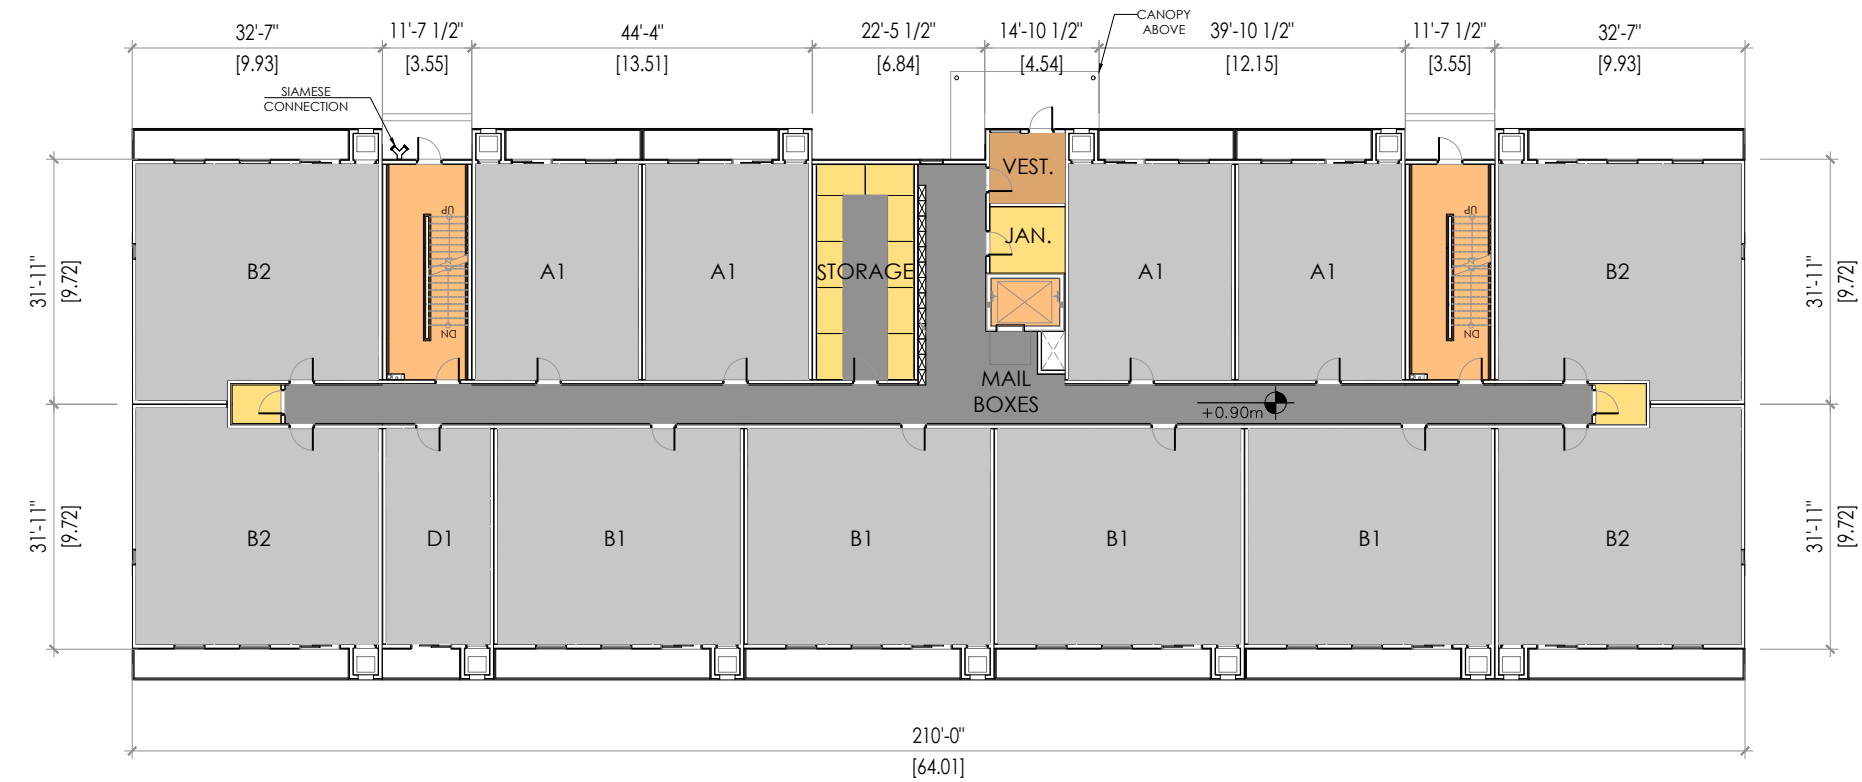 CANOPY
ABOVE
32'-7"
11'-7 1/2"
44'-4"
22'-5 1/2"
14'-10 1/2"
39'-10 1/2"
11'-7 1/2"
32'-7"
[9.93]
[3.55]
[13.51]
[6.84]
[4.54]
[12.15]
[3.55]
[9.93]
SIAMESE
CONNECTION
VEST.
UP
UP
JAN.
31'-11"
[9.72]
B2
A1
A1
STORAGE
A1
A1
B2
31'-11"
[9.72]
DN
DN
MAIL
BOXES
+0.90m
31'-11"
[9.72]
B2
D1
B1
B1
B1
B1
B2
31'-11"
[9.72]
210'-0"
[64.01]